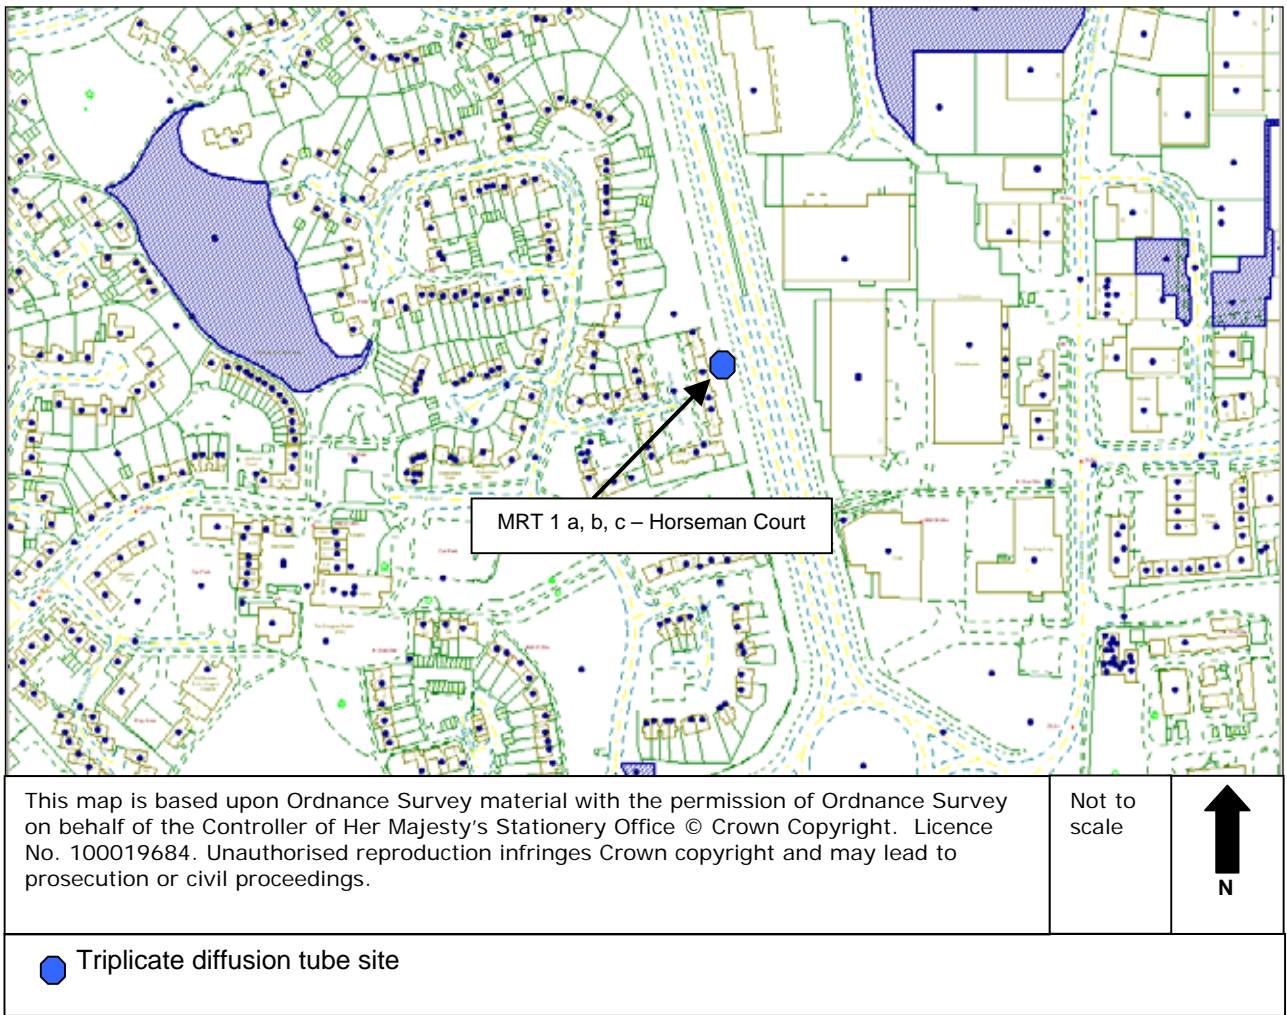 MRT 1 a, b, c – Horseman Court
This map is based upon Ordnance Survey material with the permission of Ordnance Survey
on behalf of the Controller of Her Majesty's Stationery Office © Crown Copyright. Licence
No. 100019684. Unauthorised reproduction infringes Crown copyright and may lead to
prosecution or civil proceedings.
Not to
scale
N
Triplicate diffusion tube site